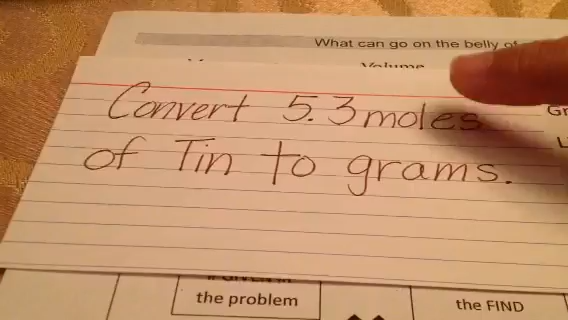 What can go on the belly of
Volume
Convert 5.3 moles
of Tin to grams.
the problem
the FIND